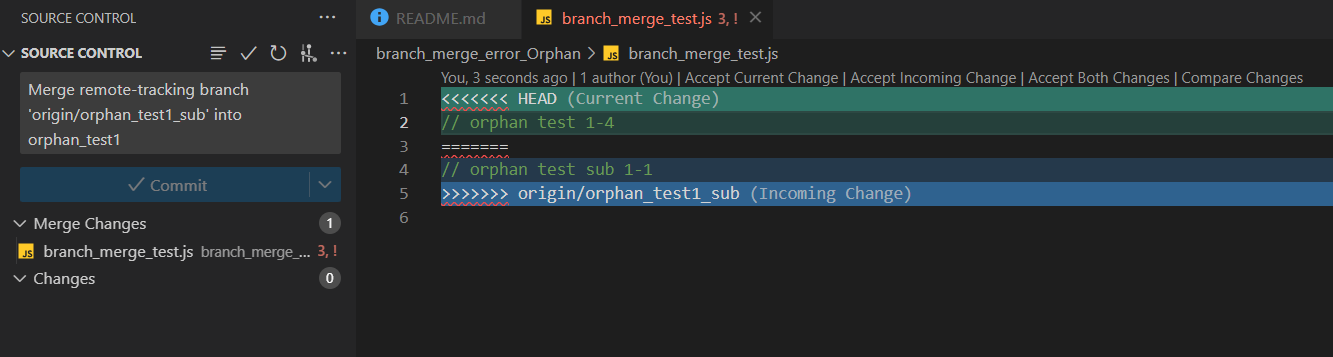 SOURCE CONTROL ...
SOURCE CONTROL ...
Merge remote-tracking branch
'origin/orphan_test1_sub' into
orphan_test1
Commit
Merge Changes 1
JS branch_merge_test.js branch_merge_... 3, !
Changes 0
README.md JS branch_merge_test.js 3, !
branch_merge_error_Orphan > JS branch_merge_test.js
You, 3 seconds ago | 1 author (You) | Accept Current Change | Accept Incoming Change | Accept Both Changes | Compare Changes
1 <<<<<<< HEAD (Current Change)
2 // orphan test 1-4
3 =======
4 // orphan test sub 1-1
5 >>>>>>> origin/orphan_test1_sub (Incoming Change)
6